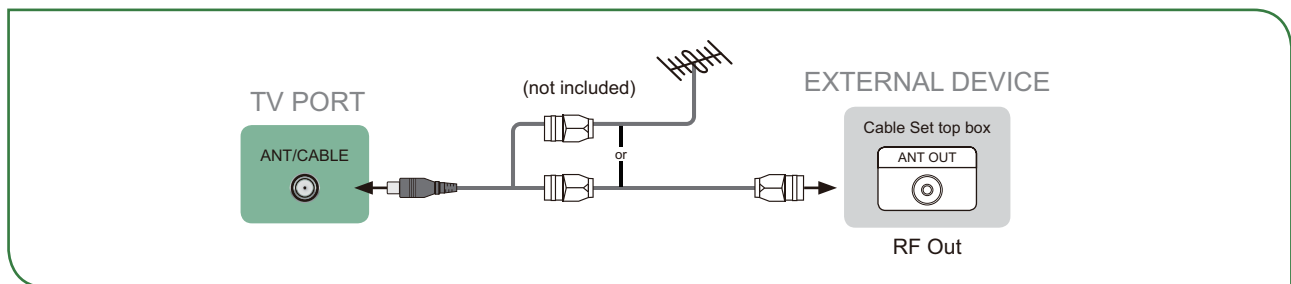 TV PORT
ANT/CABLE
(not included)
or
EXTERNAL DEVICE
Cable Set top box
ANT OUT
RF Out